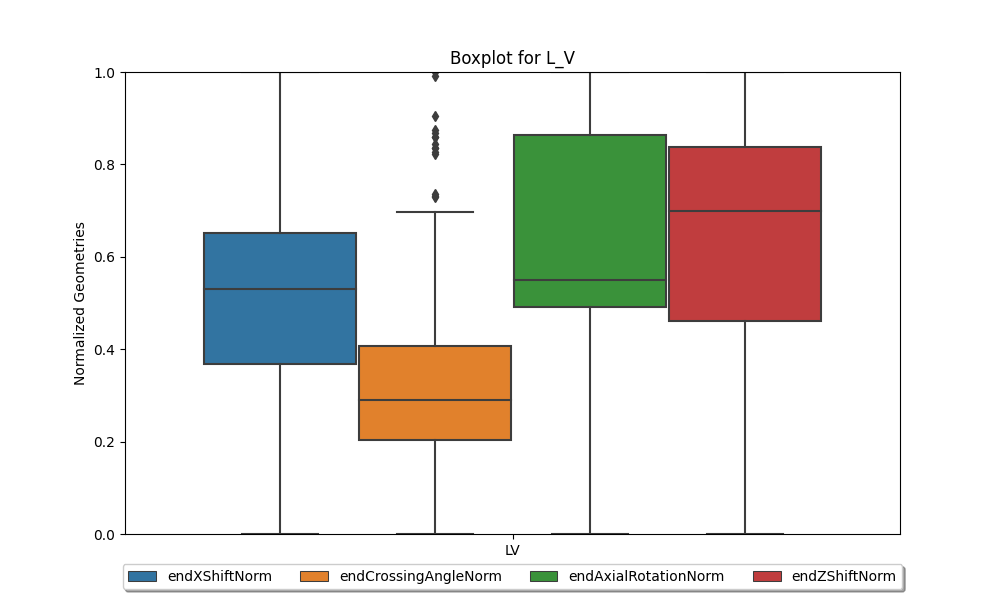 Boxplot for L_V
1.0
0.8
0.6
0.4
0.2
0.0
Normalized Geometries
LV
endXShiftNorm endCrossingAngleNorm endAxialRotationNorm endZShiftNorm